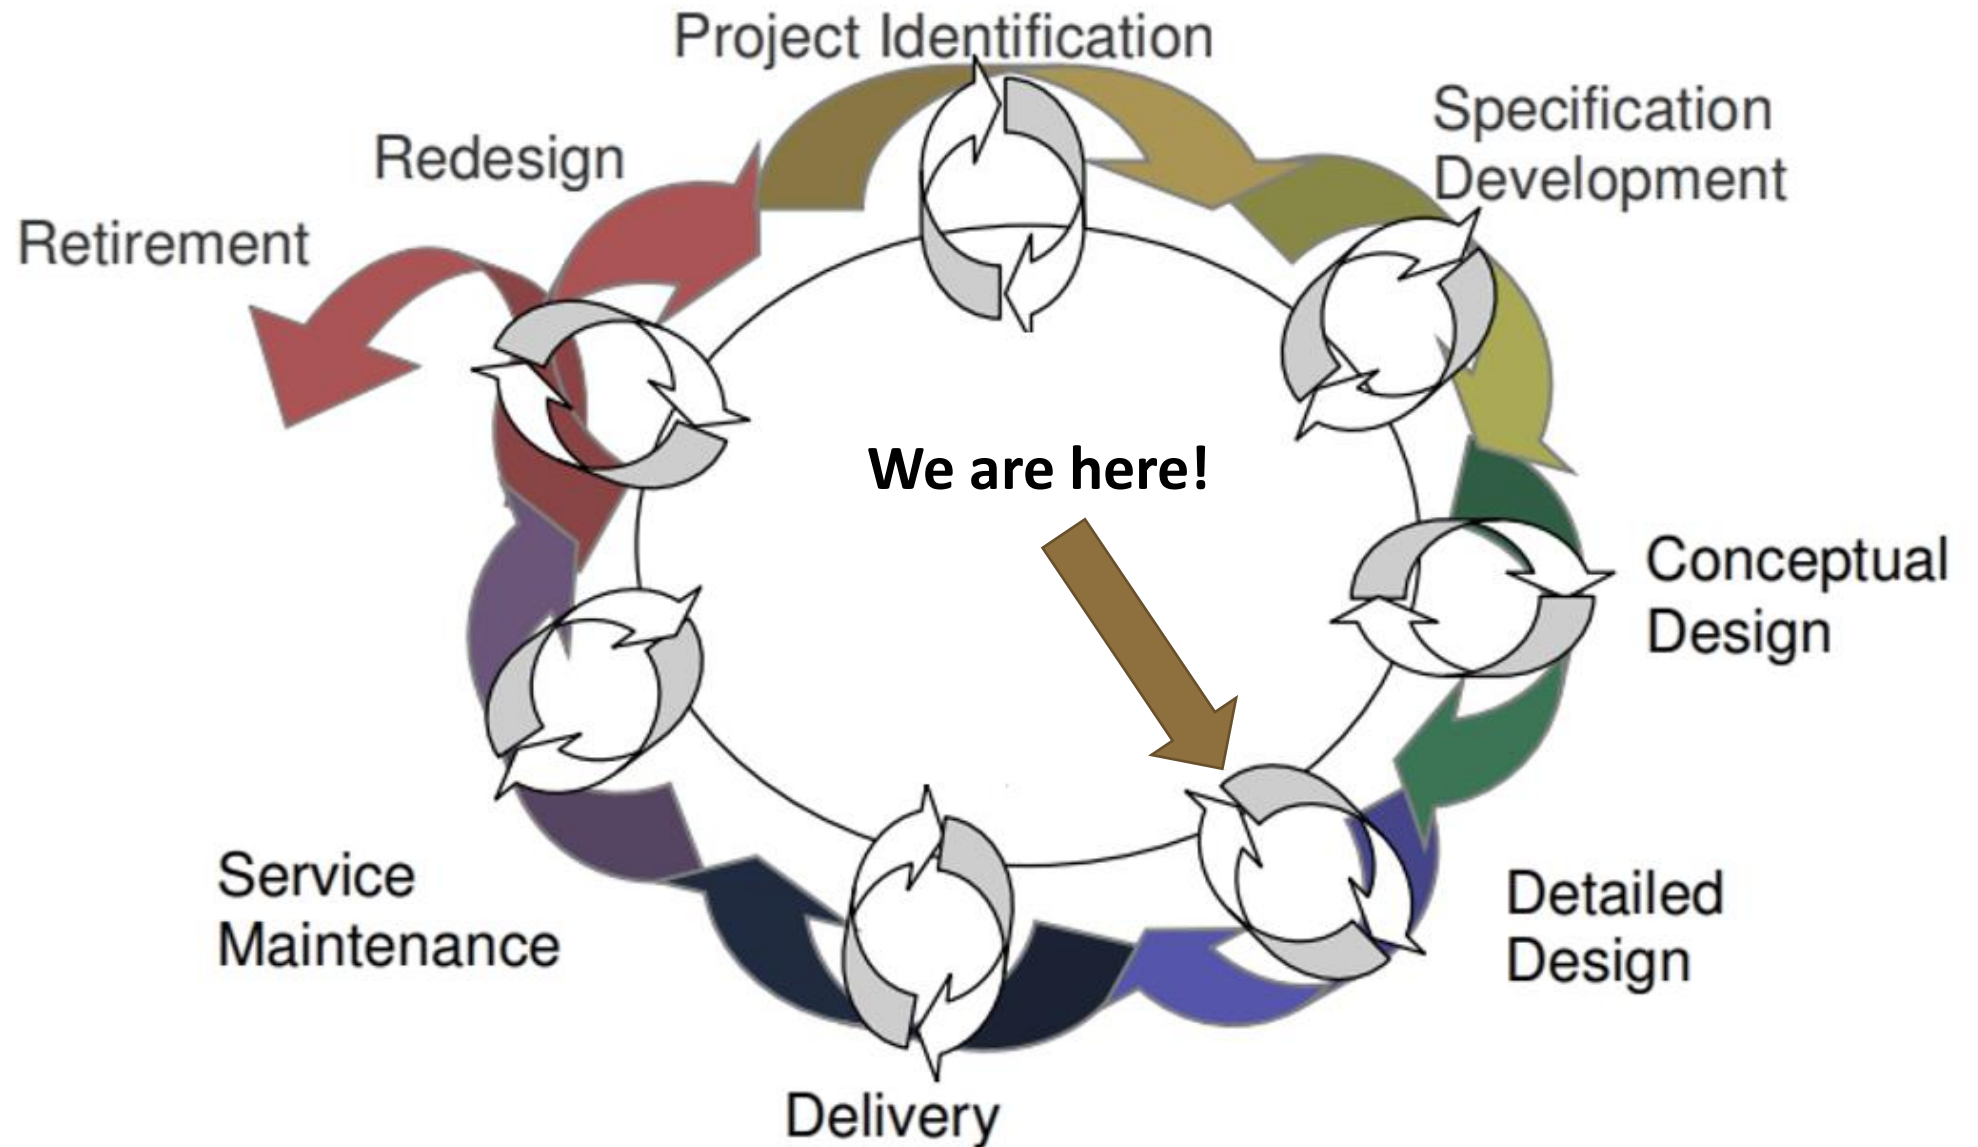 Project Identification
Specification
Development
Redesign
Retirement
We are here!
Conceptual
Design
Service
Maintenance
Detailed
Design
Delivery